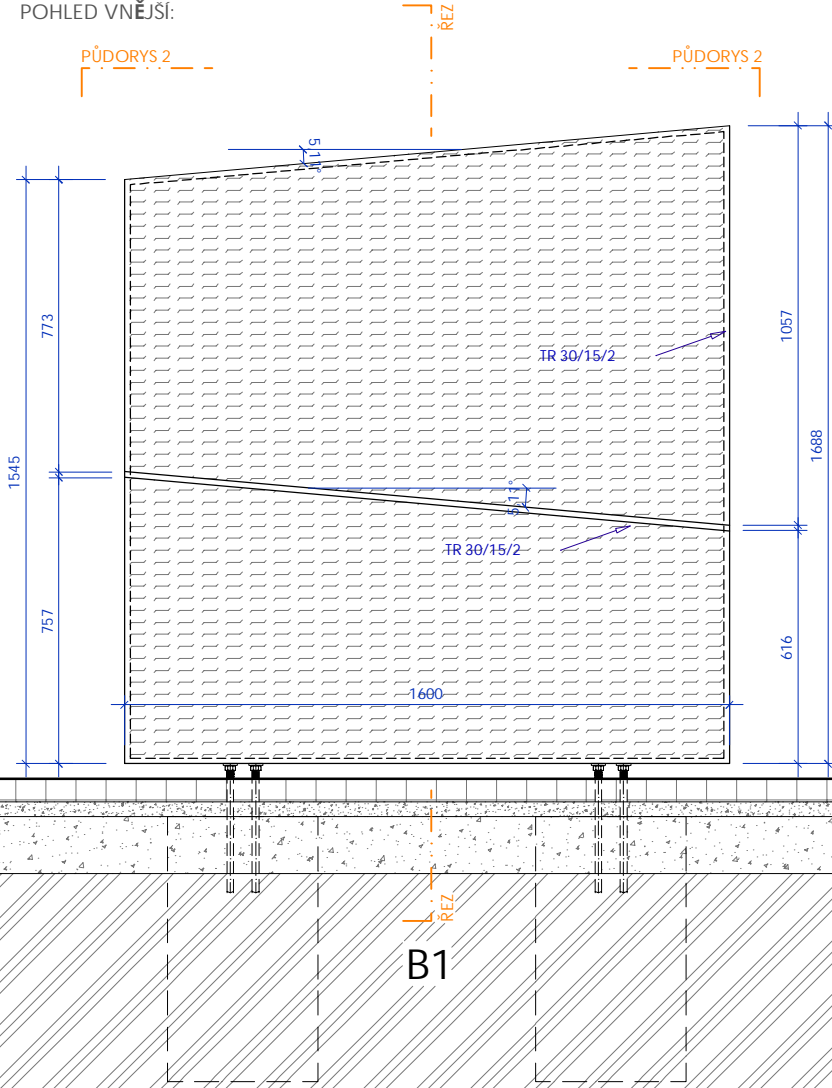 POHLED VNĚJŠÍ:
ŘEZ
PŮDORYS 2
PŮDORYS 2
5,11°
773
1057
TR 30/15/2
1545
1688
5,11°
TR 30/15/2
757
616
1600
ŘEZ
B1